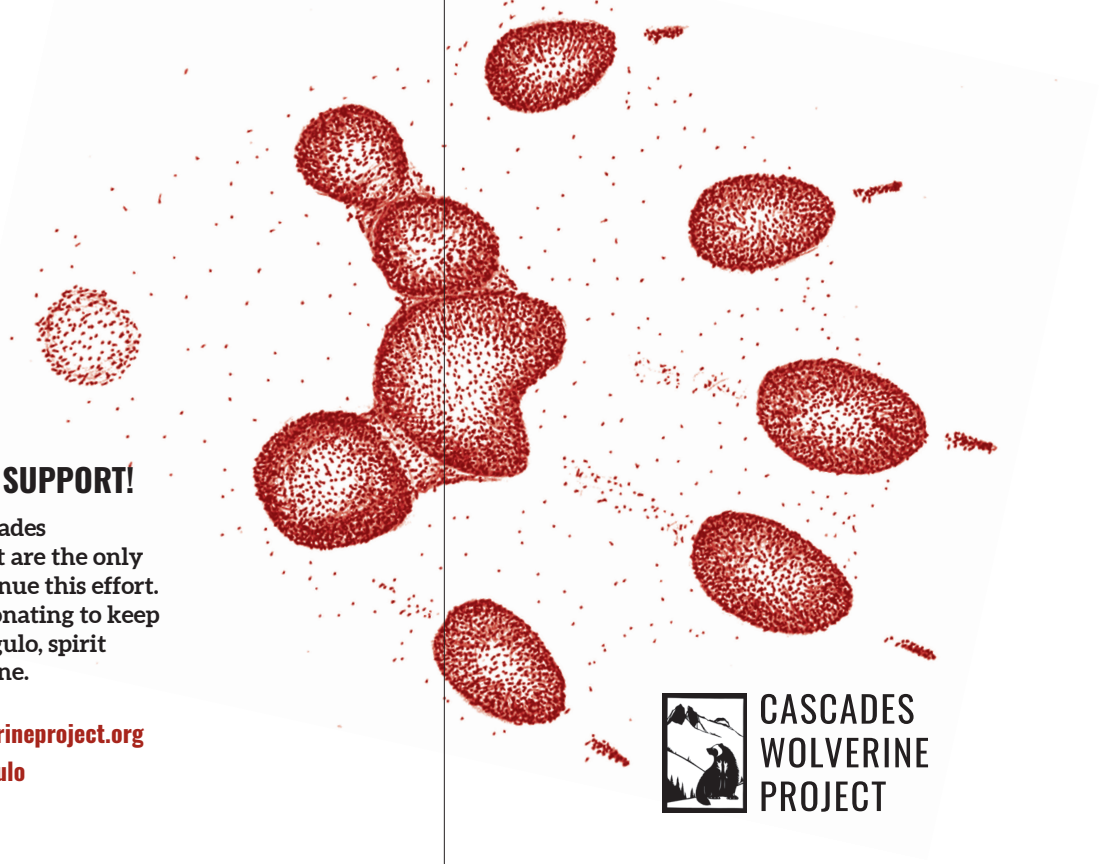 SUPPORT!
ades
t are the only
nue this effort.
onating to keep
gulo, spirit
ne.
rineproject.org
ulo
CASCADES
WOLVERINE
PROJECT